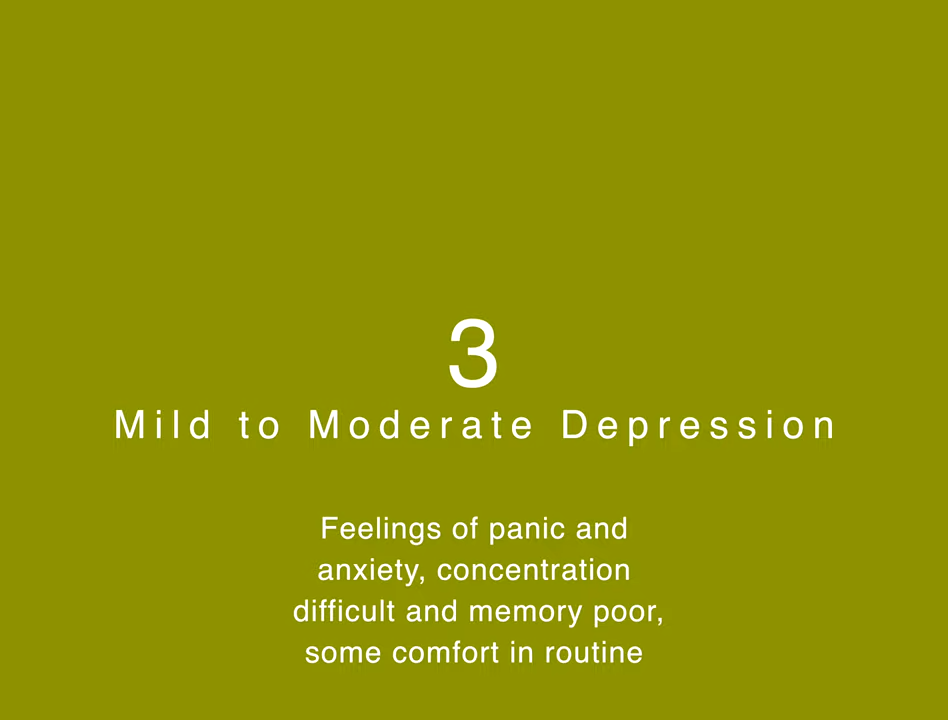 3
Mild to Moderate Depression
Feelings of panic and
anxiety, concentration
difficult and memory poor,
some comfort in routine